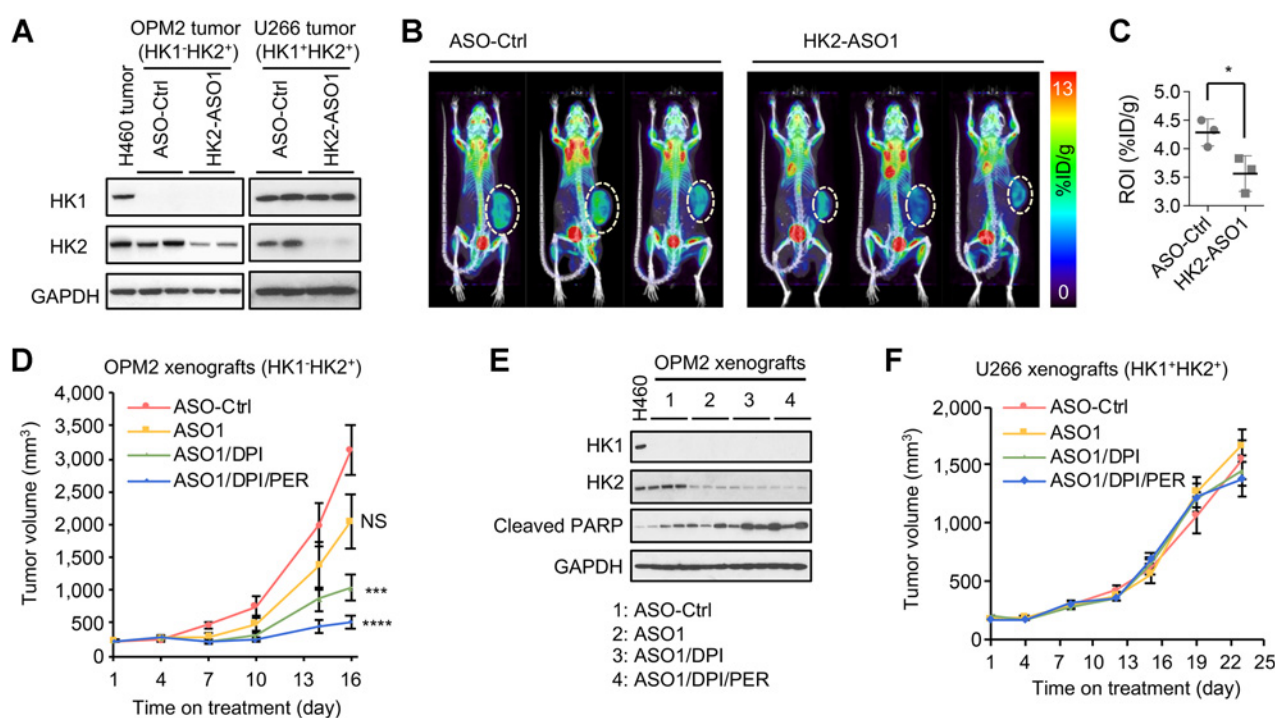 A
OPM2 tumor
(HK1⁻HK2⁺)
U266 tumor
(HK1⁺HK2⁺)
H460 tumor
ASO-Ctrl
HK2-ASO1
ASO-Ctrl
HK2-ASO1
HK1
HK2
GAPDH
B
ASO-Ctrl
HK2-ASO1
13
%ID/g
0
C
*
ROI (%ID/g)
5.0
4.5
4.0
3.5
3.0
ASO-Ctrl
HK2-ASO1
D
OPM2 xenografts (HK1⁻HK2⁺)
Tumor volume (mm³)
4,000
3,500
3,000
2,500
2,000
1,500
1,000
500
0
ASO-Ctrl
ASO1
ASO1/DPI
ASO1/DPI/PER
NS
***
****
1 4 7 10 13 16
Time on treatment (day)
E
OPM2 xenografts
H460
1 2 3 4
HK1
HK2
Cleaved PARP
GAPDH
1: ASO-Ctrl
2: ASO1
3: ASO1/DPI
4: ASO1/DPI/PER
F
U266 xenografts (HK1⁺HK2⁺)
Tumor volume (mm³)
2,000
1,500
1,000
500
0
ASO-Ctrl
ASO1
ASO1/DPI
ASO1/DPI/PER
1 4 7 10 13 16 19 22 25
Time on treatment (day)